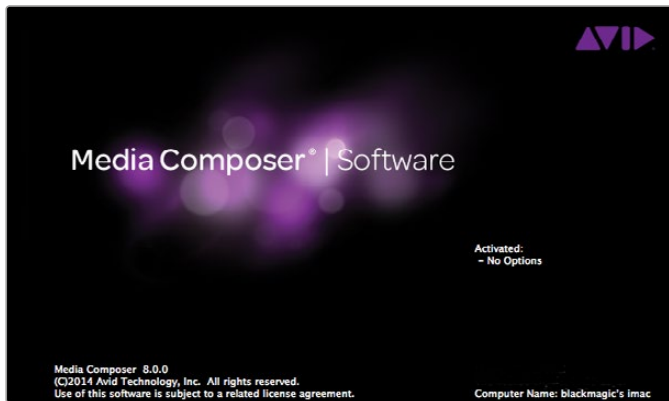 AVID
Media Composer® | Software
Activated:
- No Options
Media Composer 8.0.0
(C)2014 Avid Technology, Inc. All rights reserved.
Use of this software is subject to a related license agreement.
Computer Name: blackmagic's imac